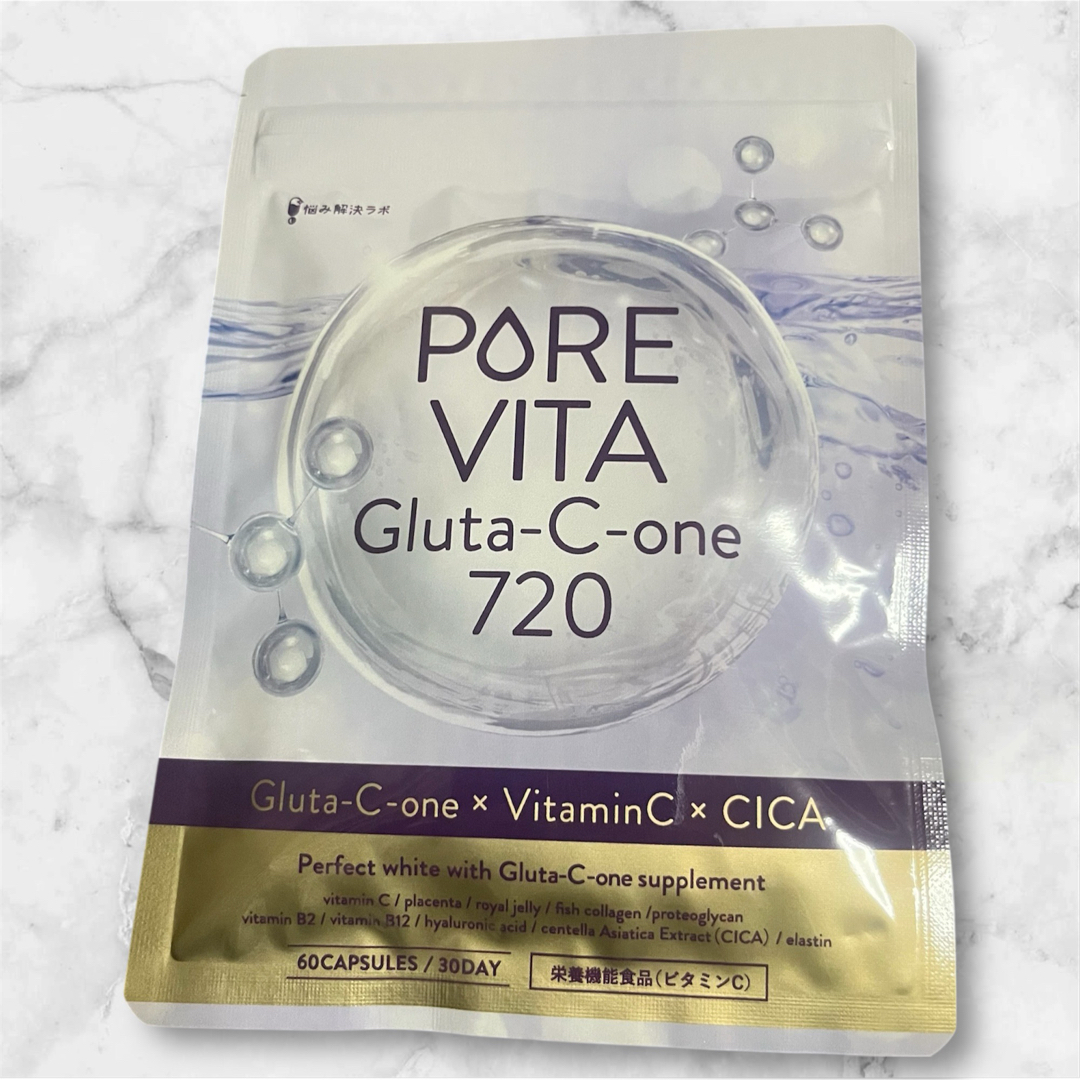 悩み解決ラボ
PORE
VITA
Gluta-C-one
720
Gluta-C-one × VitaminC × CICA
Perfect white with Gluta-C-one supplement
vitamin C / placenta / royal jelly / fish collagen /proteoglycan
vitamin B2 / vitamin B12 / hyaluronic acid / centella Asiatica Extract (CICA) / elastin
60CAPSULES / 30DAY
栄養機能食品(ビタミンC)